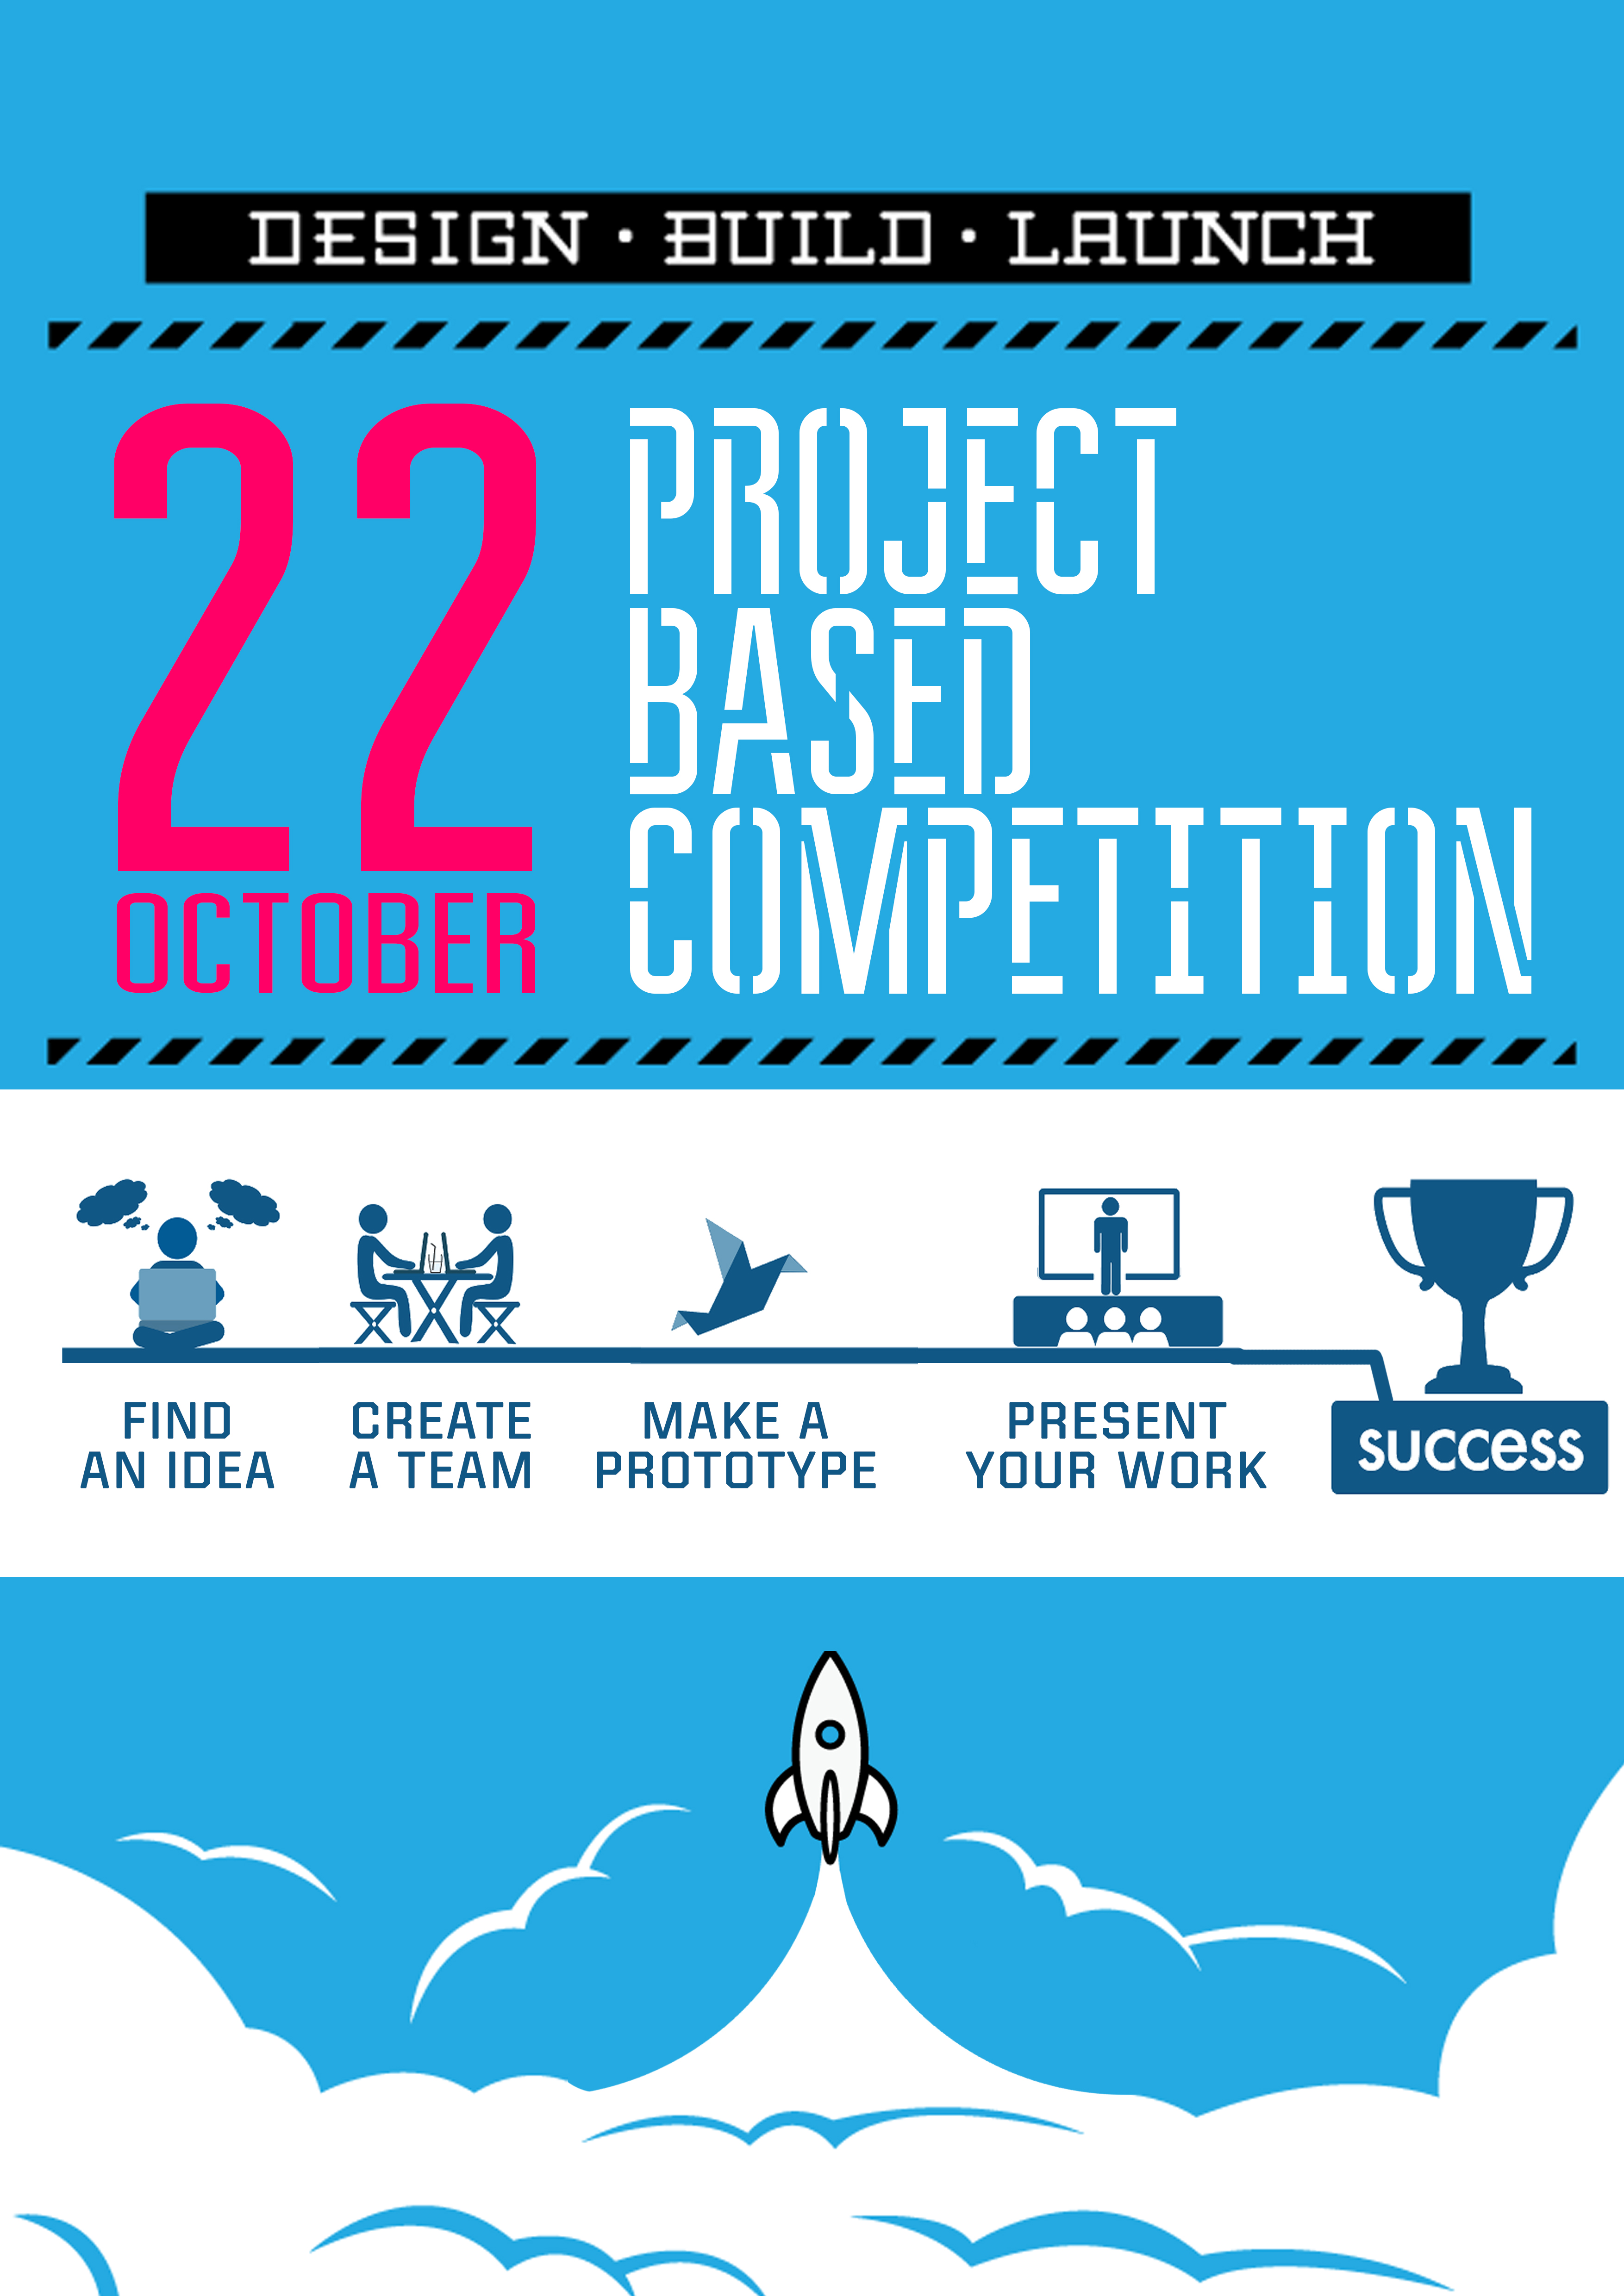 DESIGN · BUILD · LAUNCH
22
OCTOBER
PROJECT
BASED
COMPETITION
FIND
AN IDEA
CREATE
A TEAM
MAKE A
PROTOTYPE
PRESENT
YOUR WORK
success